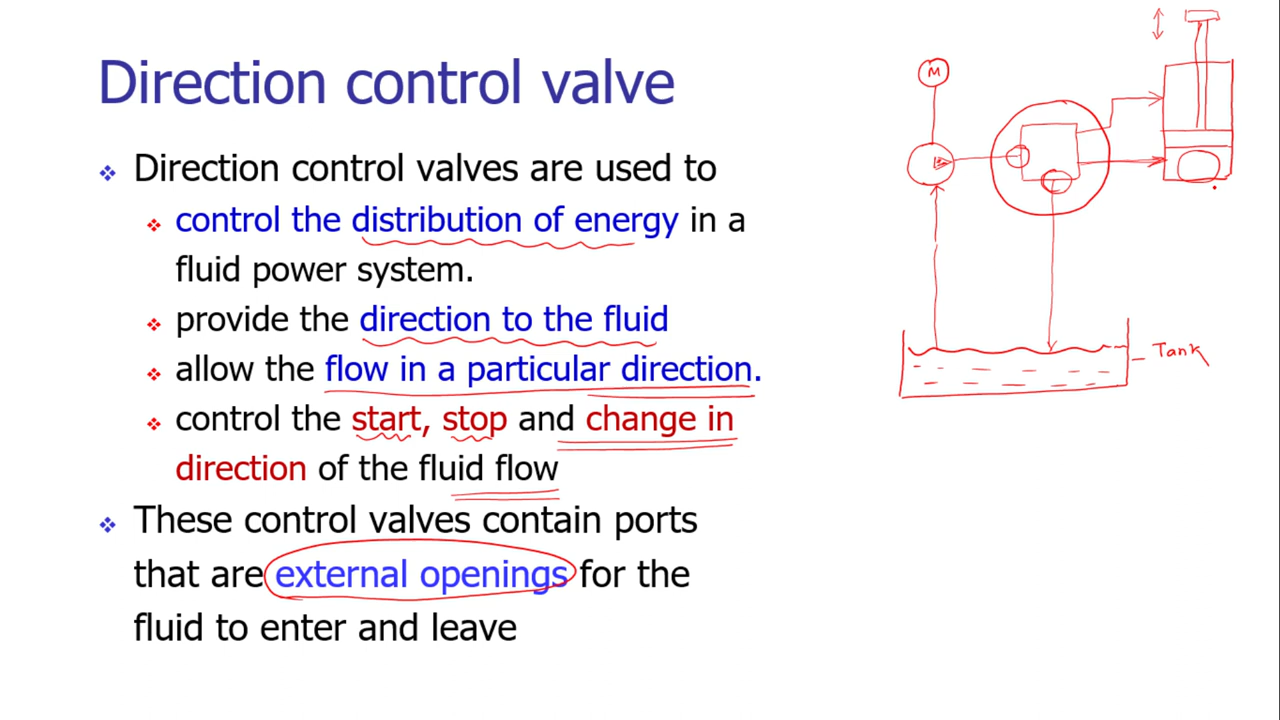 Direction control valve
Direction control valves are used to
control the distribution of energy in a
fluid power system.
provide the direction to the fluid
allow the flow in a particular direction.
control the start, stop and change in
direction of the fluid flow
These control valves contain ports
that are external openings for the
fluid to enter and leave
M
Tank